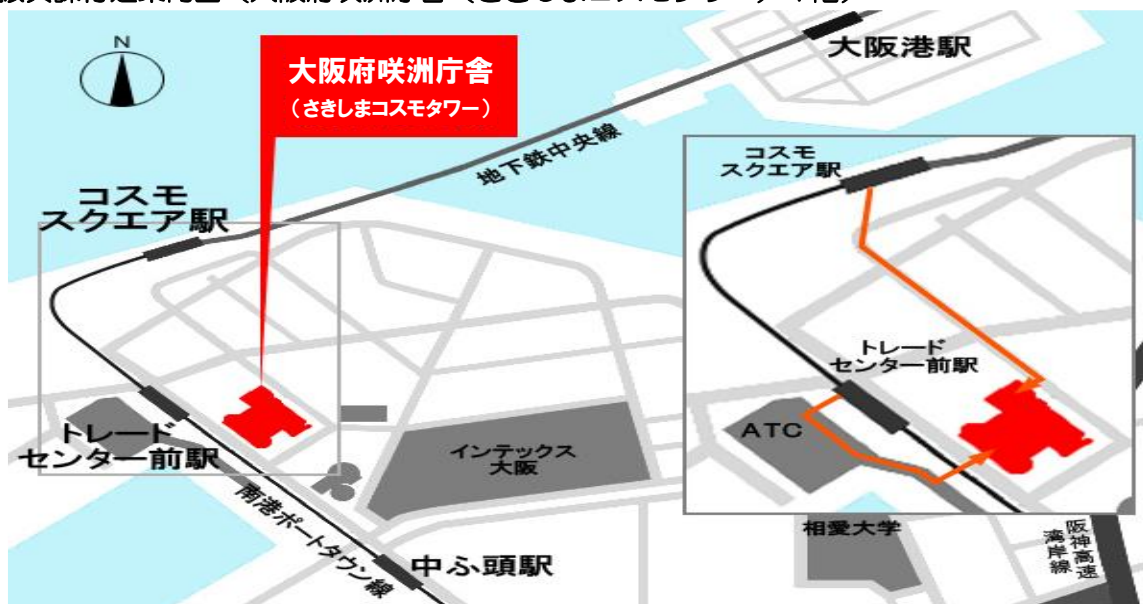 大阪府咲洲庁舎
（さきしまコスモタワー）
N
大阪港駅
地下鉄中央線
コスモ
スクエア駅
トレード
センター前駅
インテックス
大阪
南港ポートタウン線
中ふ頭駅
コスモ
スクエア駅
トレード
センター前駅
ATC
相愛大学
阪神高速
湾岸線